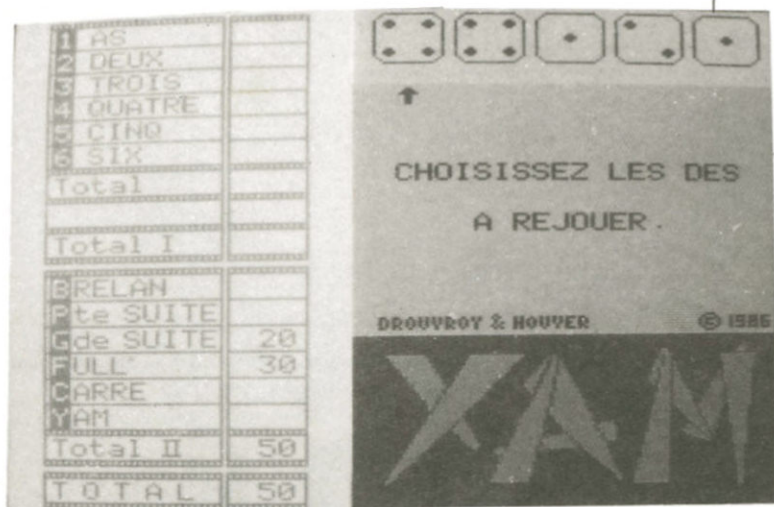 1 AS
2 DEUX
3 TROIS
4 QUATRE
5 CINQ
6 SIX
Total
Total I
BRELAN
Pte SUITE
Gde SUITE 20
FULL 30
CARRE
YAM
Total II 50
TOTAL 50
CHOISISSEZ LES DES
A REJOUER.
DROUVROY & HOUVER © 1986
YAM